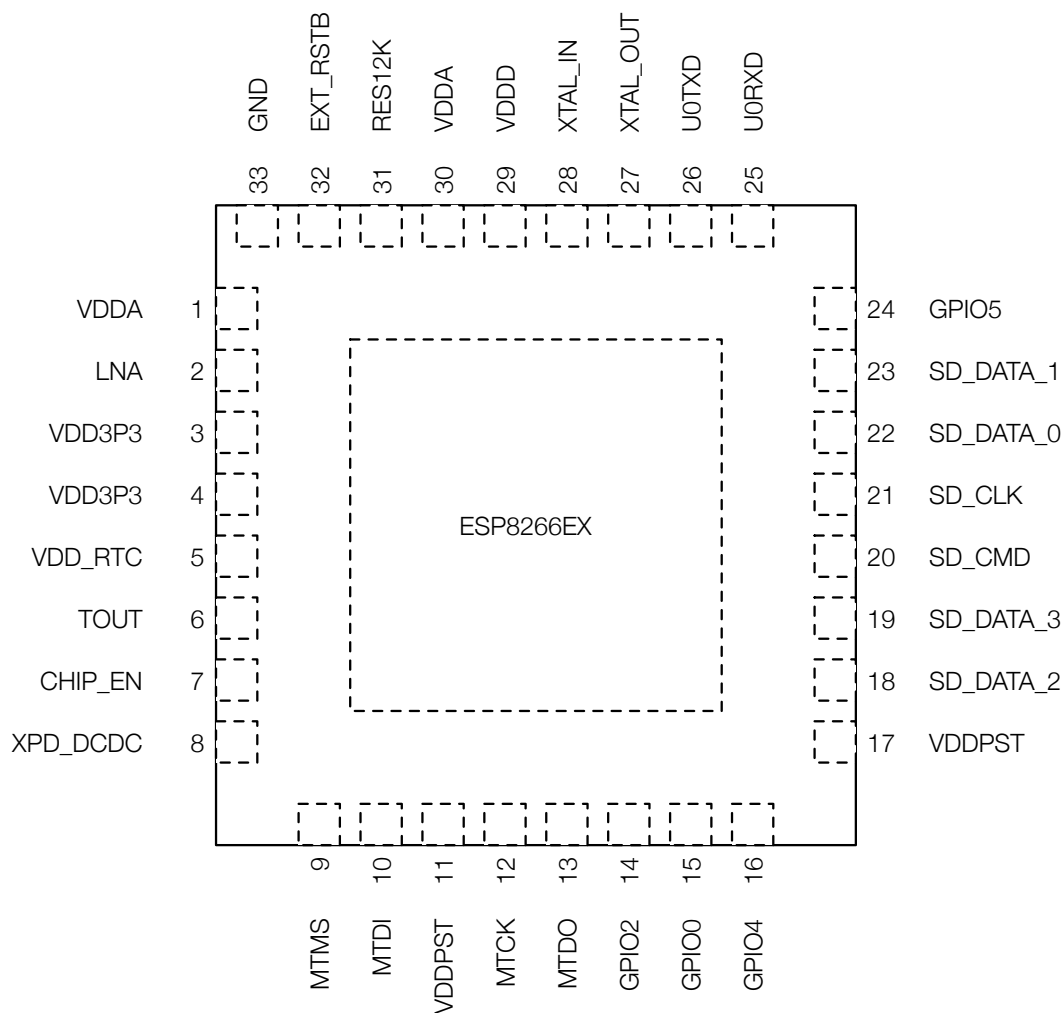 GND
EXT_RSTB
RES12K
VDDA
VDDD
XTAL_IN
XTAL_OUT
U0TXD
U0RXD
33
32
31
30
29
28
27
26
25
VDDA 1
LNA 2
VDD3P3 3
VDD3P3 4
VDD_RTC 5
TOUT 6
CHIP_EN 7
XPD_DCDC 8
ESP8266EX
24 GPIO5
23 SD_DATA_1
22 SD_DATA_0
21 SD_CLK
20 SD_CMD
19 SD_DATA_3
18 SD_DATA_2
17 VDDPST
9
10
11
12
13
14
15
16
MTMS
MTDI
VDDPST
MTCK
MTDO
GPIO2
GPIO0
GPIO4